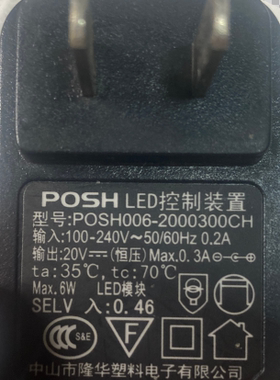 POSH LED控制装置
型号:POSH006-2000300CH
输入:100-240V～50/60Hz 0.2A
输出:20V⎓(恒压)Max.0.3A
ta:35℃,tc:70℃
Max.6W LED模块
SELV λ:0.46
S&E
F
中山市隆华塑料电子有限公司